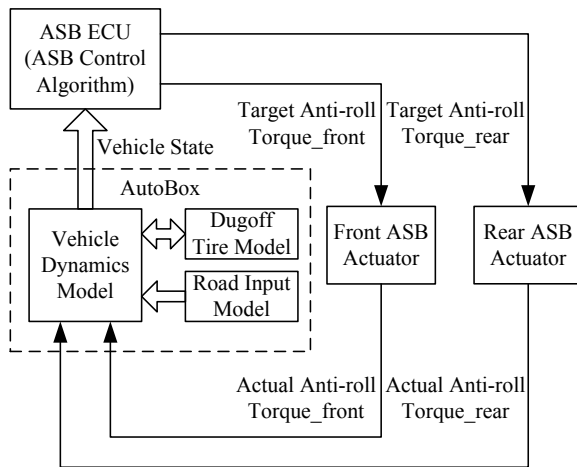 ASB ECU
(ASB Control
Algorithm)
Target Anti-roll
Torque_front
Target Anti-roll
Torque_rear
Vehicle State
AutoBox
Vehicle
Dynamics
Model
Dugoff
Tire Model
Road Input
Model
Front ASB
Actuator
Rear ASB
Actuator
Actual Anti-roll
Torque_front
Actual Anti-roll
Torque_rear